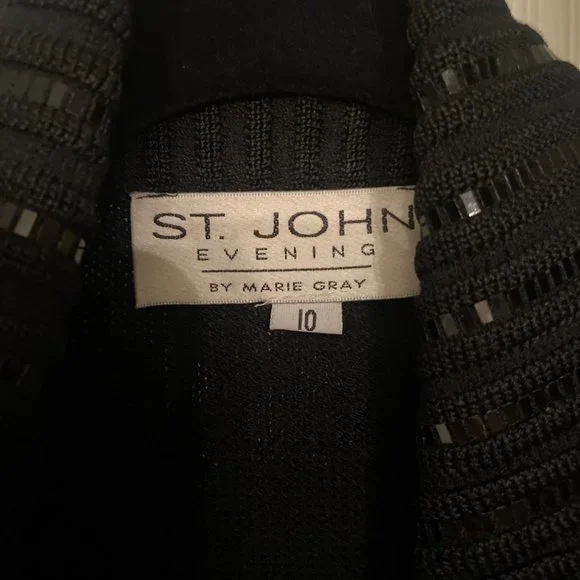 ST. JOHN
EVENING
BY MARIE GRAY
10